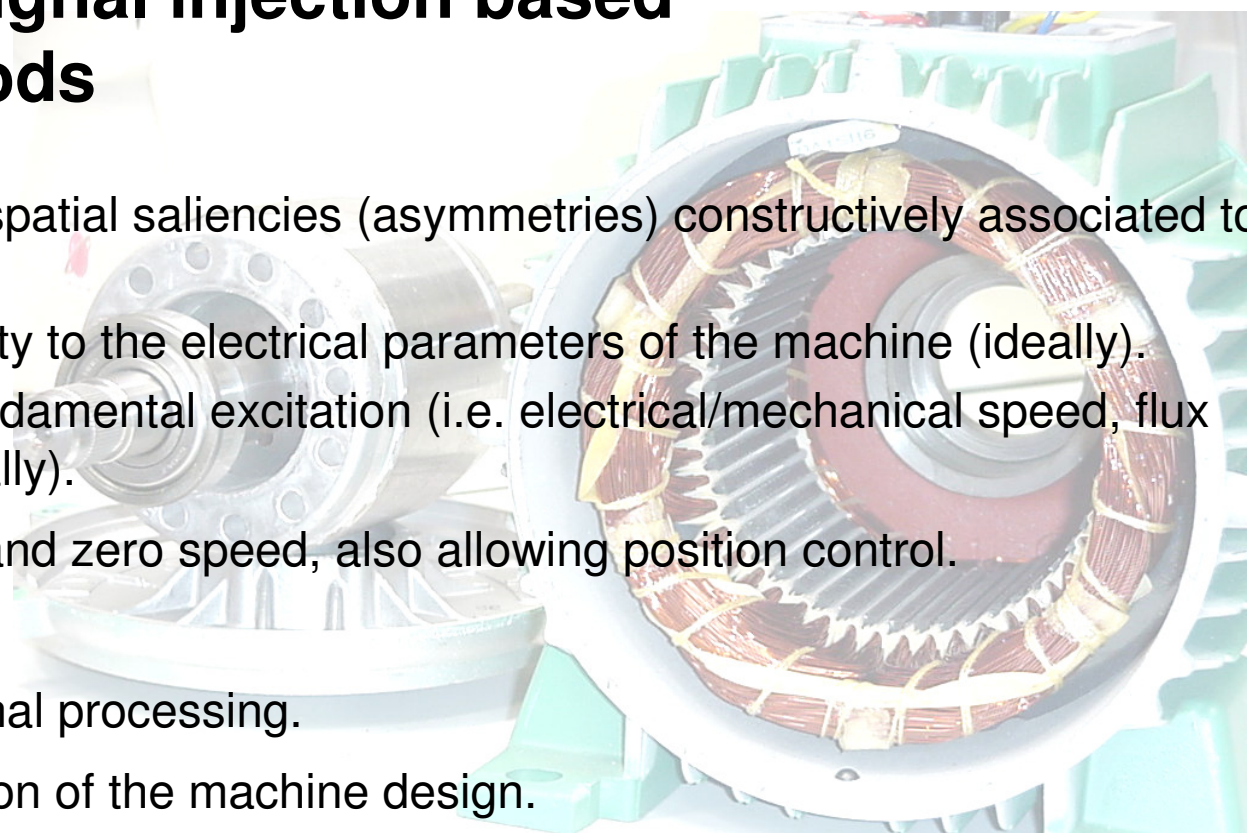 gnal injection based
ods
spatial saliencies (asymmetries) constructively associated to
ty to the electrical parameters of the machine (ideally).
damental excitation (i.e. electrical/mechanical speed, flux
lly).
and zero speed, also allowing position control.
nal processing.
on of the machine design.